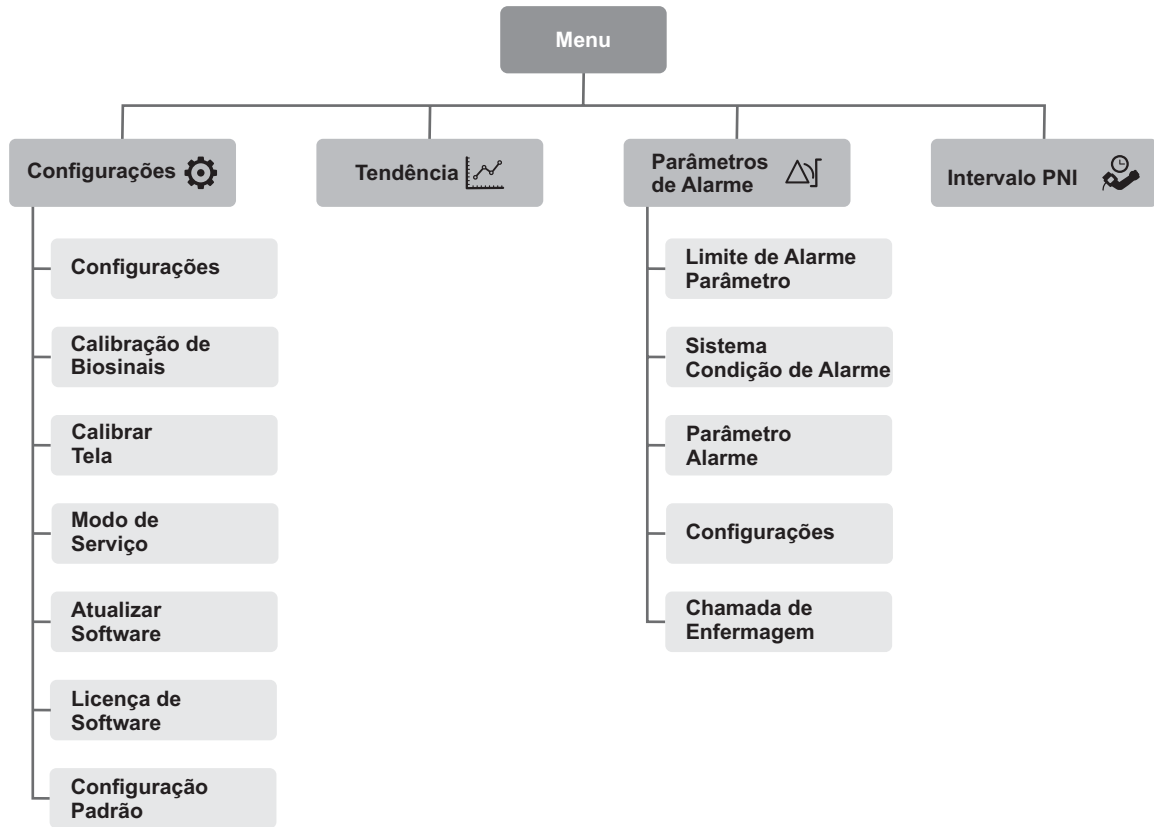 Menu
Configurações
Tendência
Parâmetros
de Alarme
Intervalo PNI
Configurações
Calibração de
Biosinais
Calibrar
Tela
Modo de
Serviço
Atualizar
Software
Licença de
Software
Configuração
Padrão
Limite de Alarme
Parâmetro
Sistema
Condição de Alarme
Parâmetro
Alarme
Configurações
Chamada de
Enfermagem